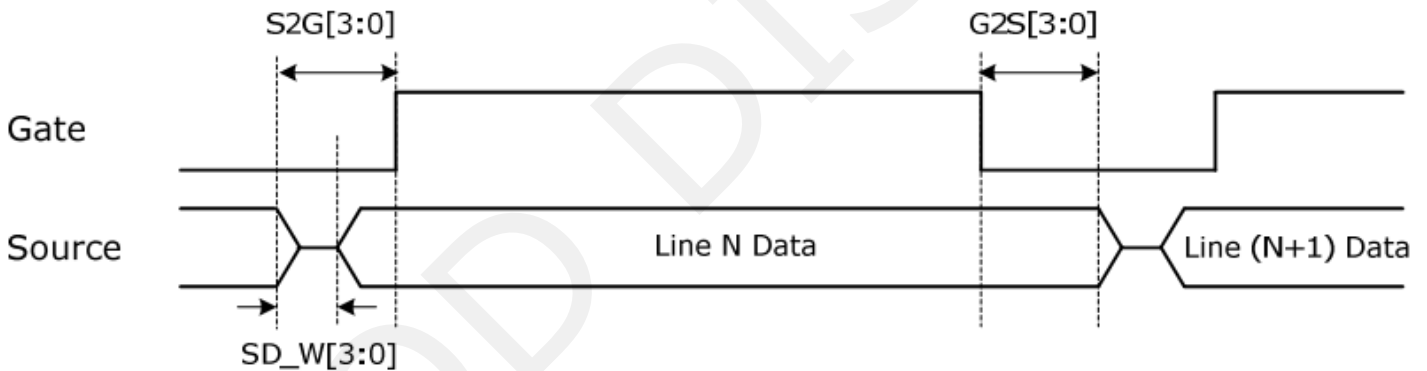 S2G[3:0]
G2S[3:0]
Gate
Source
Line N Data
Line (N+1) Data
SD_W[3:0]